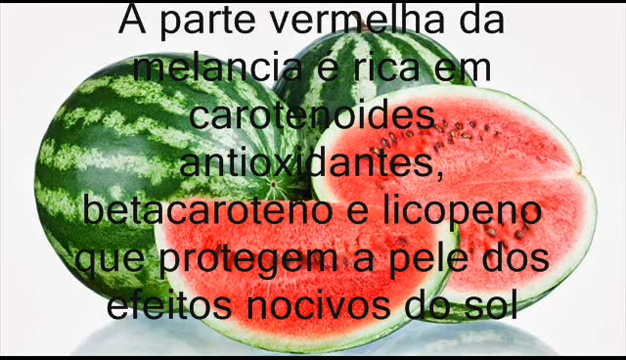 A parte vermelha da
melancia é rica em
carotenoides
antioxidantes,
betacaroteno e licopeno
que protegem a pele dos
efeitos nocivos do sol